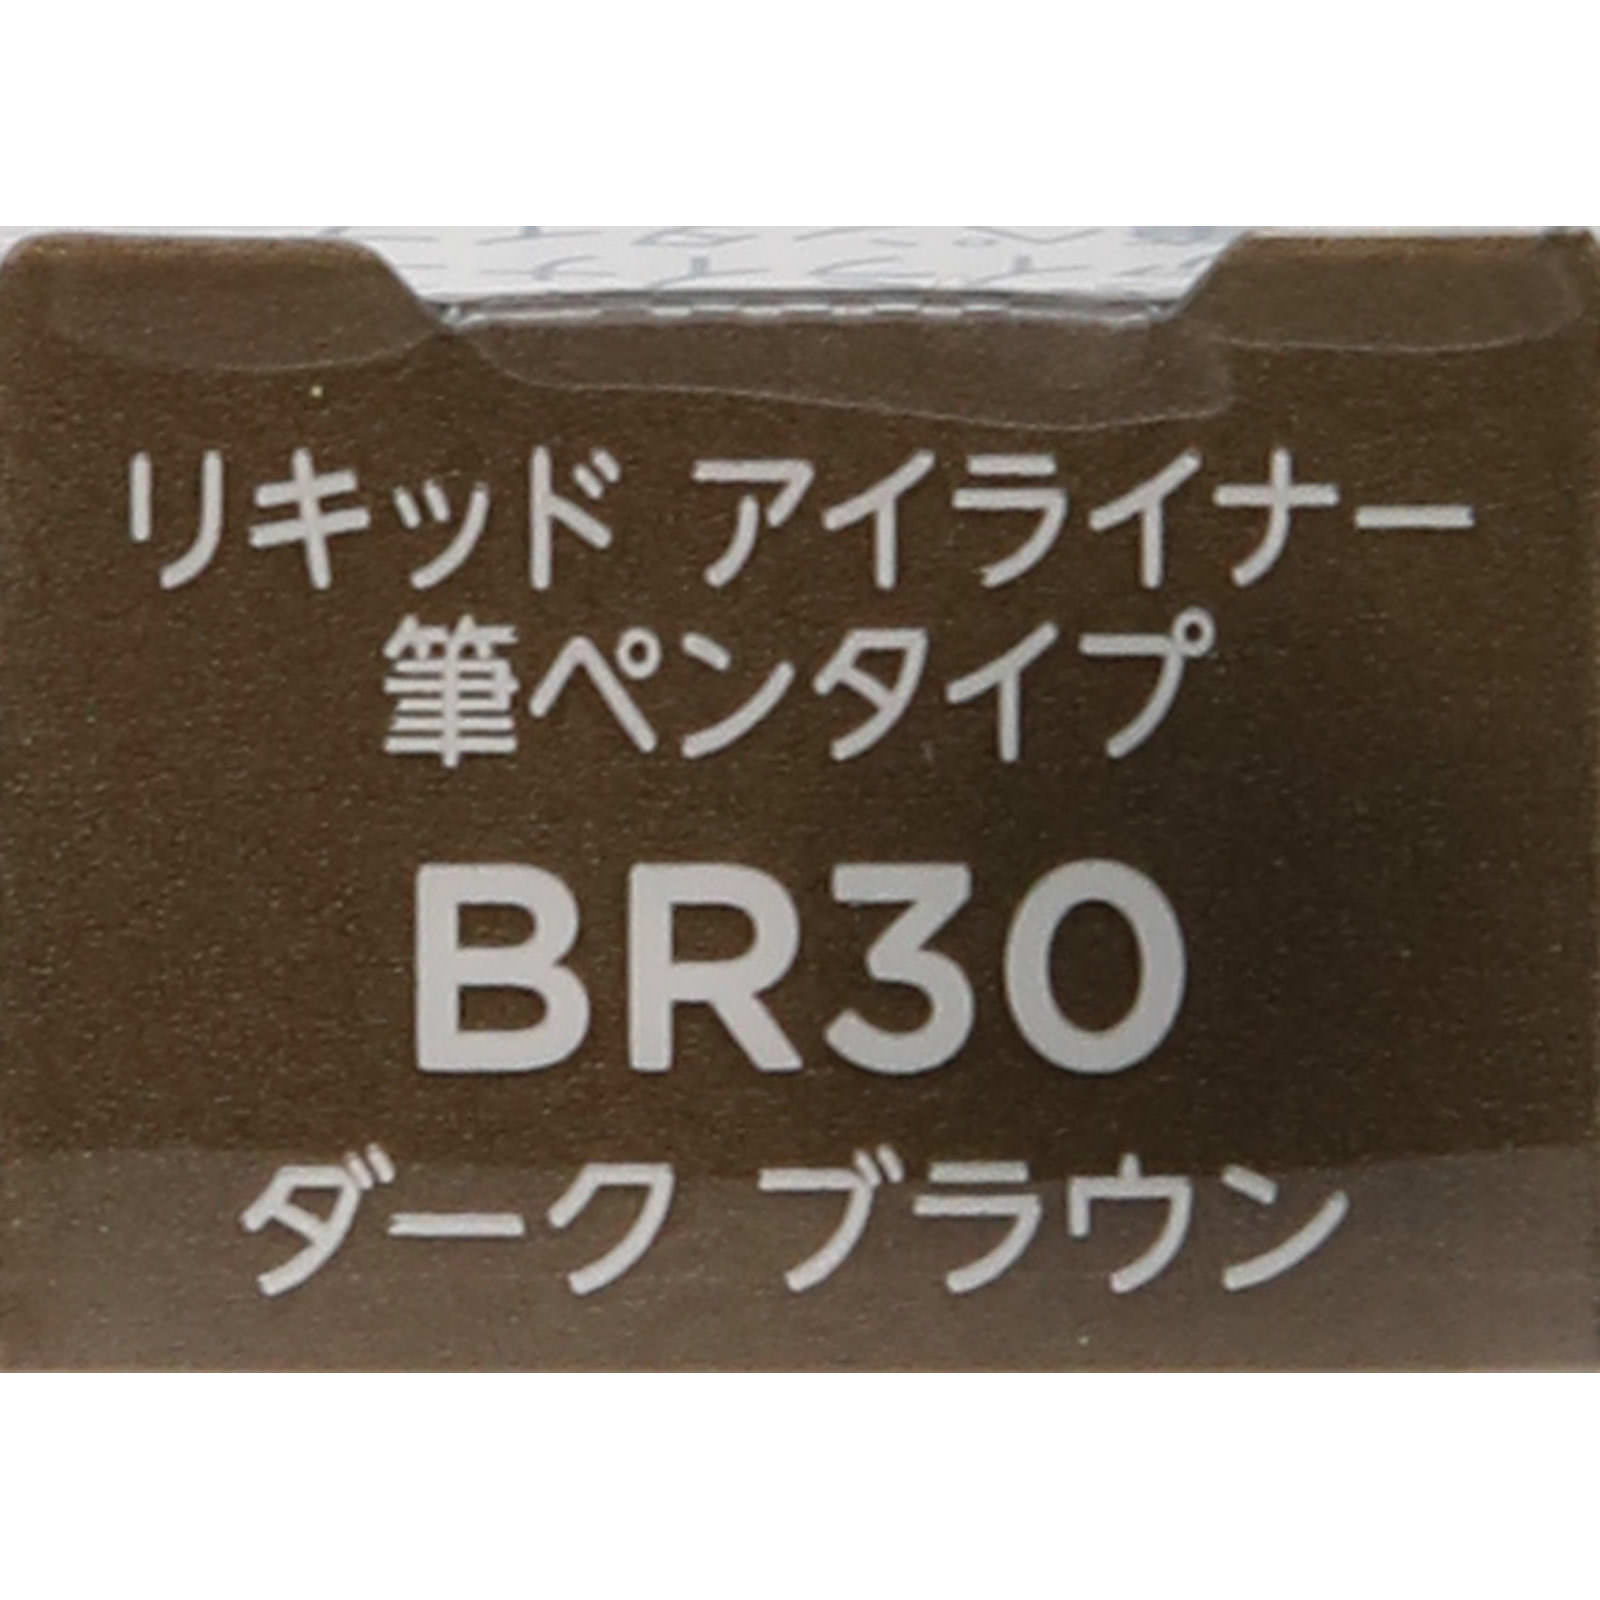 リキッド アイライナー
筆ペンタイプ
BR30
ダーク ブラウン